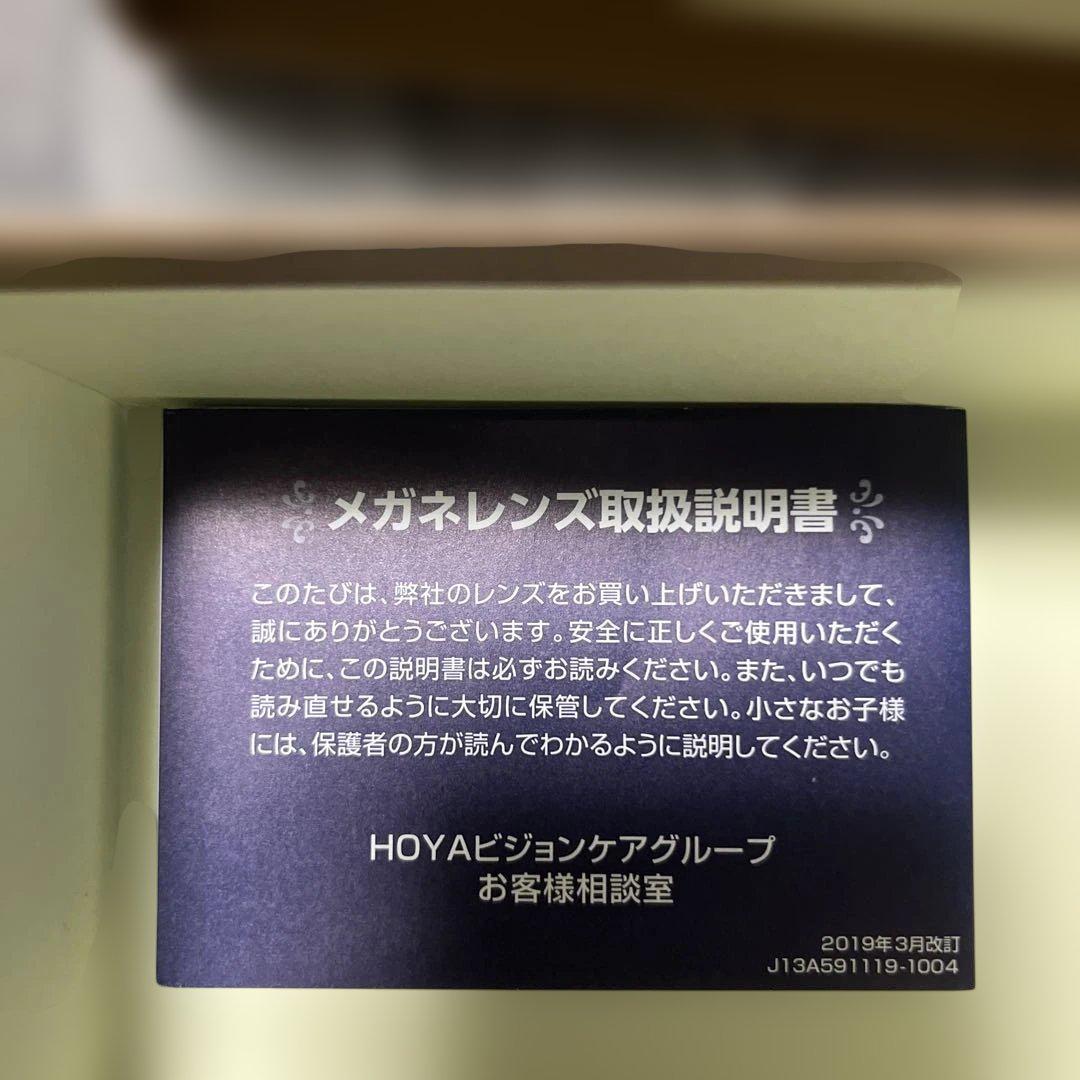 メガネレンズ取扱説明書
このたびは、弊社のレンズをお買い上げいただきまして、
誠にありがとうございます。安全に正しくご使用いただく
ために、この説明書は必ずお読みください。また、いつでも
読み直せるように大切に保管してください。小さなお子様
には、保護者の方が読んでわかるように説明してください。
HOYAビジョンケアグループ
お客様相談室
2019年3月改訂
J13A591119-1004